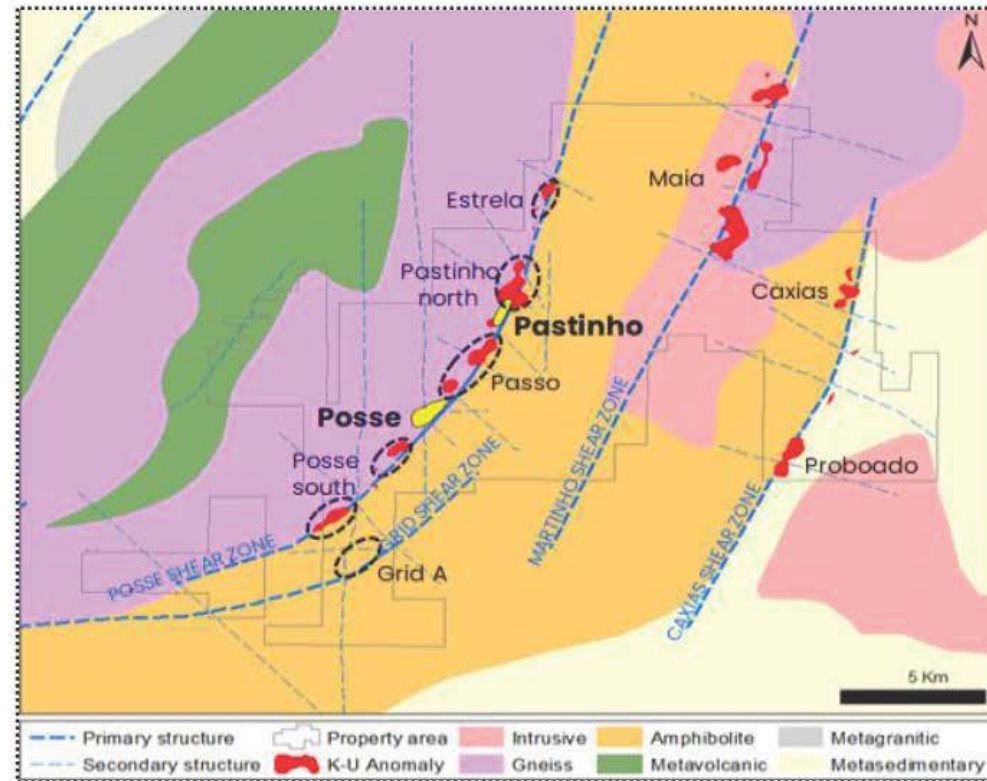 N
Estrela
Maia
Pastinho
north
Caxias
Pastinho
Passo
Posse
Posse
south
Proboado
POSSE SHEAR ZONE
GRID SHEAR ZONE
Grid A
MARTINHO SHEAR ZONE
CAXIAS SHEAR ZONE
5 Km
Primary structure
Property area
Intrusive
Amphibolite
Metagranitic
Secondary structure
K-U Anomaly
Gneiss
Metavolcanic
Metasedimentary